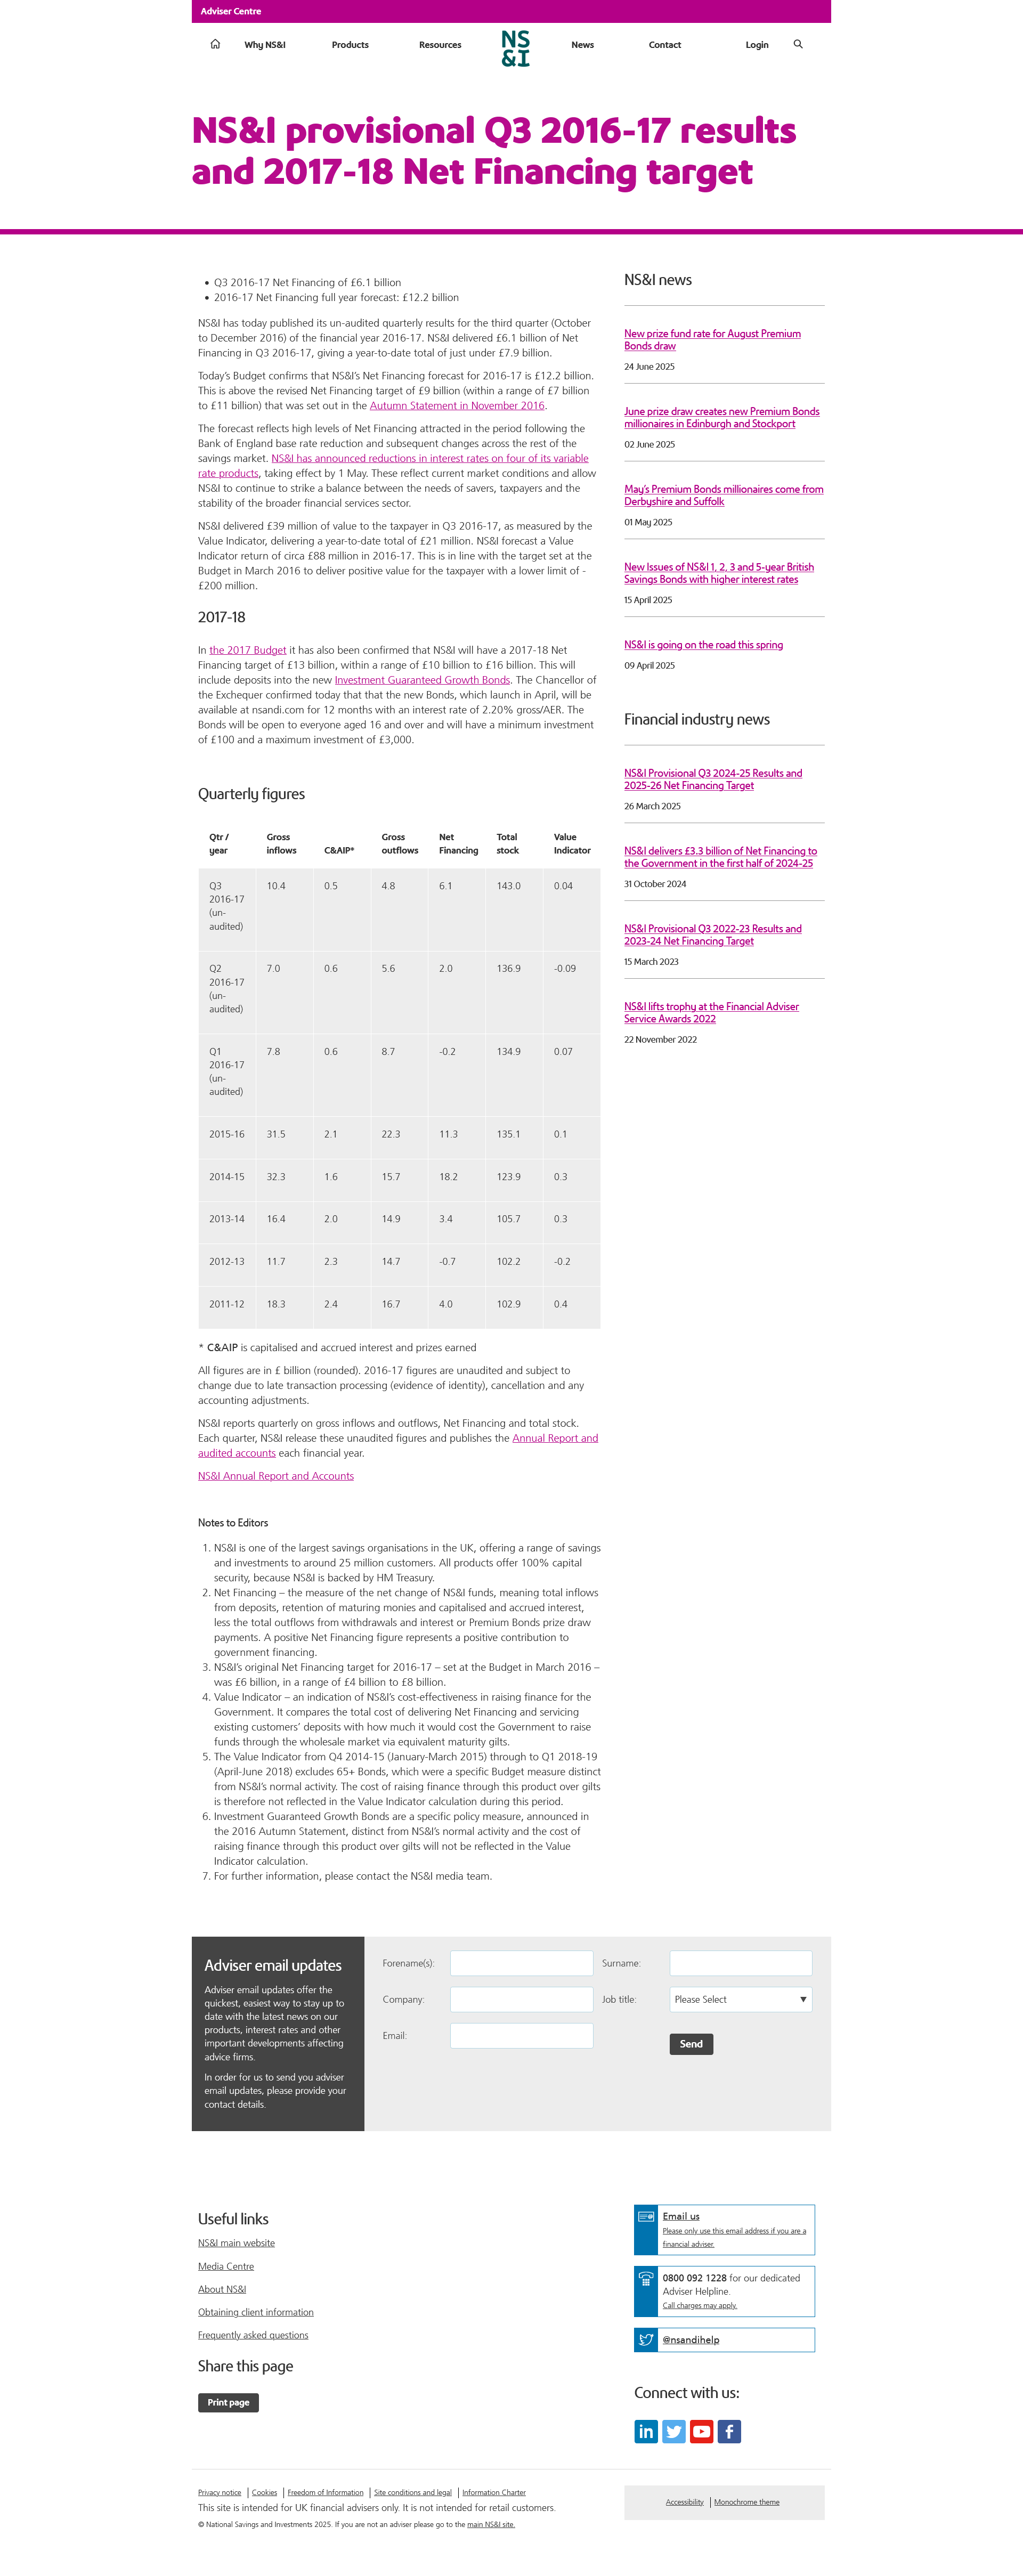 Adviser Centre
Why NS&I
Products
Resources
NS
&I
News
Contact
Login
NS&I provisional Q3 2016-17 results
and 2017-18 Net Financing target
• Q3 2016-17 Net Financing of £6.1 billion
• 2016-17 Net Financing full year forecast: £12.2 billion
NS&I has today published its un-audited quarterly results for the third quarter (October
to December 2016) of the financial year 2016-17. NS&I delivered £6.1 billion of Net
Financing in Q3 2016-17, giving a year-to-date total of just under £7.9 billion.
Today's Budget confirms that NS&I's Net Financing forecast for 2016-17 is £12.2 billion.
This is above the revised Net Financing target of £9 billion (within a range of £7 billion
to £11 billion) that was set out in the Autumn Statement in November 2016.
The forecast reflects high levels of Net Financing attracted in the period following the
Bank of England base rate reduction and subsequent changes across the rest of the
savings market. NS&I has announced reductions in interest rates on four of its variable
rate products, taking effect by 1 May. These reflect current market conditions and allow
NS&I to continue to strike a balance between the needs of savers, taxpayers and the
stability of the broader financial services sector.
NS&I delivered £39 million of value to the taxpayer in Q3 2016-17, as measured by the
Value Indicator, delivering a year-to-date total of £21 million. NS&I forecast a Value
Indicator return of circa £88 million in 2016-17. This is in line with the target set at the
Budget in March 2016 to deliver positive value for the taxpayer with a lower limit of -
£200 million.
2017-18
In the 2017 Budget it has also been confirmed that NS&I will have a 2017-18 Net
Financing target of £13 billion, within a range of £10 billion to £16 billion. This will
include deposits into the new Investment Guaranteed Growth Bonds. The Chancellor of
the Exchequer confirmed today that that the new Bonds, which launch in April, will be
available at nsandi.com for 12 months with an interest rate of 2.20% gross/AER. The
Bonds will be open to everyone aged 16 and over and will have a minimum investment
of £100 and a maximum investment of £3,000.
Quarterly figures
Qtr / year Gross inflows C&AIP* Gross outflows Net Financing Total stock Value Indicator
Q3 2016-17 (un-audited) 10.4 0.5 4.8 6.1 143.0 0.04
Q2 2016-17 (un-audited) 7.0 0.6 5.6 2.0 136.9 -0.09
Q1 2016-17 (un-audited) 7.8 0.6 8.7 -0.2 134.9 0.07
2015-16 31.5 2.1 22.3 11.3 135.1 0.1
2014-15 32.3 1.6 15.7 18.2 123.9 0.3
2013-14 16.4 2.0 14.9 3.4 105.7 0.3
2012-13 11.7 2.3 14.7 -0.7 102.2 -0.2
2011-12 18.3 2.4 16.7 4.0 102.9 0.4
* C&AIP is capitalised and accrued interest and prizes earned
All figures are in £ billion (rounded). 2016-17 figures are unaudited and subject to
change due to late transaction processing (evidence of identity), cancellation and any
accounting adjustments.
NS&I reports quarterly on gross inflows and outflows, Net Financing and total stock.
Each quarter, NS&I release these unaudited figures and publishes the Annual Report and
audited accounts each financial year.
NS&I Annual Report and Accounts
Notes to Editors
1. NS&I is one of the largest savings organisations in the UK, offering a range of savings
and investments to around 25 million customers. All products offer 100% capital
security, because NS&I is backed by HM Treasury.
2. Net Financing – the measure of the net change of NS&I funds, meaning total inflows
from deposits, retention of maturing monies and capitalised and accrued interest,
less the total outflows from withdrawals and interest or Premium Bonds prize draw
payments. A positive Net Financing figure represents a positive contribution to
government financing.
3. NS&I's original Net Financing target for 2016-17 – set at the Budget in March 2016 –
was £6 billion, in a range of £4 billion to £8 billion.
4. Value Indicator – an indication of NS&I's cost-effectiveness in raising finance for the
Government. It compares the total cost of delivering Net Financing and servicing
existing customers' deposits with how much it would cost the Government to raise
funds through the wholesale market via equivalent maturity gilts.
5. The Value Indicator from Q4 2014-15 (January-March 2015) through to Q1 2018-19
(April-June 2018) excludes 65+ Bonds, which were a specific Budget measure distinct
from NS&I's normal activity. The cost of raising finance through this product over gilts
is therefore not reflected in the Value Indicator calculation during this period.
6. Investment Guaranteed Growth Bonds are a specific policy measure, announced in
the 2016 Autumn Statement, distinct from NS&I's normal activity and the cost of
raising finance through this product over gilts will not be reflected in the Value
Indicator calculation.
7. For further information, please contact the NS&I media team.
NS&I news
New prize fund rate for August Premium
Bonds draw
24 June 2025
June prize draw creates new Premium Bonds
millionaires in Edinburgh and Stockport
02 June 2025
May's Premium Bonds millionaires come from
Derbyshire and Suffolk
01 May 2025
New Issues of NS&I 1, 2, 3 and 5-year British
Savings Bonds with higher interest rates
15 April 2025
NS&I is going on the road this spring
09 April 2025
Financial industry news
NS&I Provisional Q3 2024-25 Results and
2025-26 Net Financing Target
26 March 2025
NS&I delivers £3.3 billion of Net Financing to
the Government in the first half of 2024-25
31 October 2024
NS&I Provisional Q3 2022-23 Results and
2023-24 Net Financing Target
15 March 2023
NS&I lifts trophy at the Financial Adviser
Service Awards 2022
22 November 2022
Adviser email updates
Adviser email updates offer the
quickest, easiest way to stay up to
date with the latest news on our
products, interest rates and other
important developments affecting
advice firms.
In order for us to send you adviser
email updates, please provide your
contact details.
Forename(s):
Surname:
Company:
Job title:
Please Select
Email:
Send
Useful links
NS&I main website
Media Centre
About NS&I
Obtaining client information
Frequently asked questions
Share this page
Print page
Email us
Please only use this email address if you are a
financial adviser.
0800 092 1228 for our dedicated
Adviser Helpline.
Call charges may apply.
@nsandihelp
Connect with us:
Privacy notice
Cookies
Freedom of Information
Site conditions and legal
Information Charter
This site is intended for UK financial advisers only. It is not intended for retail customers.
© National Savings and Investments 2025. If you are not an adviser please go to the main NS&I site.
Accessibility
Monochrome theme